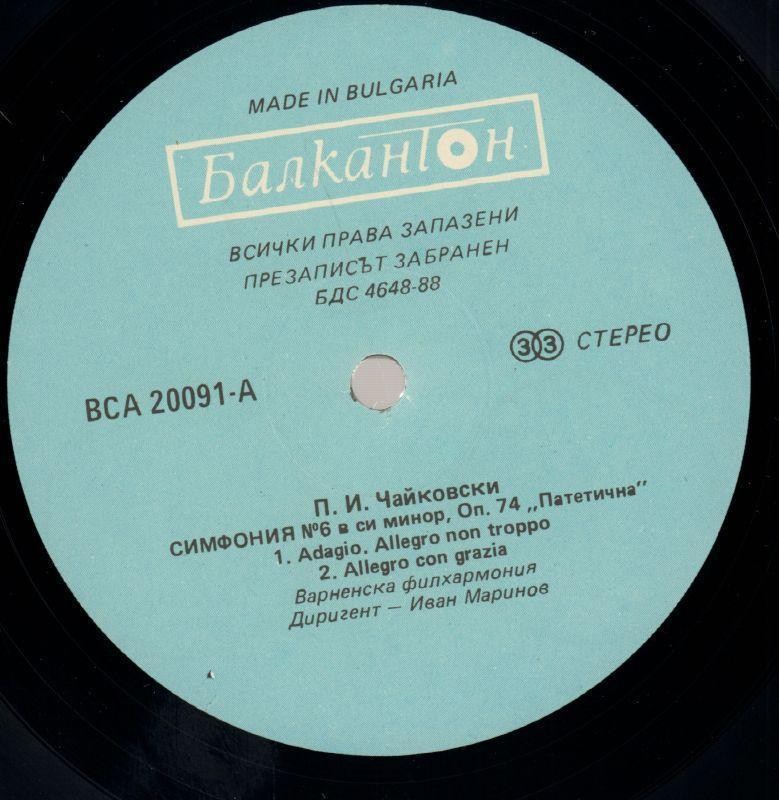 MADE IN BULGARIA
Балкантон
ВСИЧКИ ПРАВА ЗАПАЗЕНИ
ПРЕЗАПИСЪТ ЗАБРАНЕН
БДС 4648-88
33 СТЕРЕО
ВСА 20091-А
П. И. Чайковски
СИМФОНИЯ №6 в си минор, Оп. 74 „Патетична"
1. Adagio. Allegro non troppo
2. Allegro con grazia
Варненска филхармония
Диригент – Иван Маринов